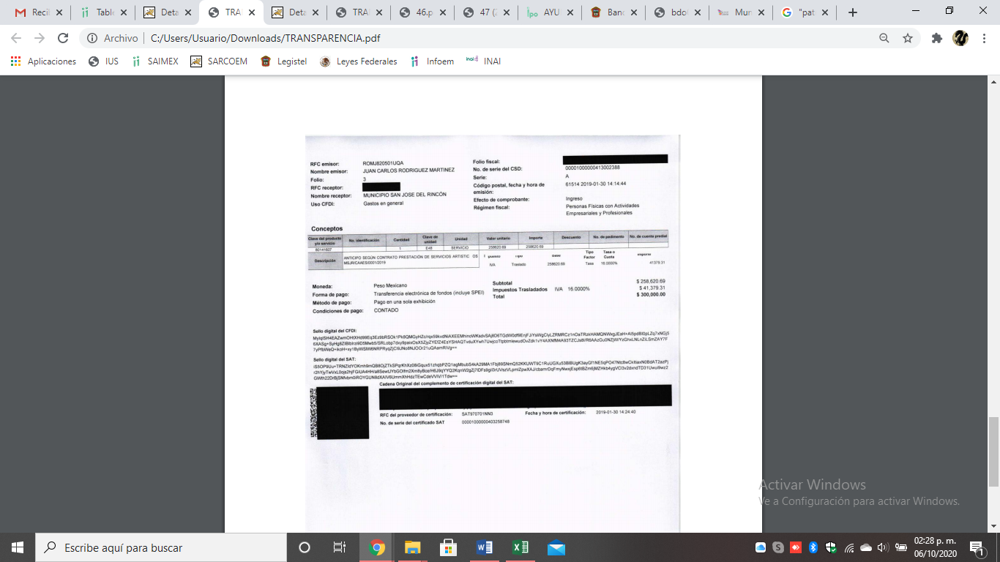 Recil
Table
Deta
TRA
Deta
TRA
46.p
47 (2
AYU
Banc
bdo
Mun
"pat
Archivo C:/Users/Usuario/Downloads/TRANSPARENCIA.pdf
Aplicaciones IUS SAIMEX SARCOEM Legistel Leyes Federales Infoem INAI
RFC emisor: ROMJ820501UQA
Nombre emisor: JUAN CARLOS RODRIGUEZ MARTINEZ
Folio: 3
RFC receptor:
Nombre receptor: MUNICIPIO SAN JOSE DEL RINCÓN
Uso CFDI: Gastos en general
Folio fiscal:
No. de serie del CSD: 00001000000413002388
Serie: A
Código postal, fecha y hora de emisión: 61514 2019-01-30 14:14:44
Efecto de comprobante: Ingreso
Régimen fiscal: Personas Físicas con Actividades
Empresariales y Profesionales
Conceptos
Clave del producto y/o servicio No. identificación Cantidad Clave de unidad Unidad Valor unitario Importe Descuento No. de pedimento No. de cuenta predial
80141607 1 E48 SERVICIO 258620.69 258620.69
Descripción ANTICIPO SEGÚN CONTRATO PRESTACIÓN DE SERVICIOS ARTISTIC OS
MSJR/CAAES/0001/2019
Tipo Factor Tasa o Cuota
IVA Traslado 258620.69 Tasa 16.0000% 41379.31
Moneda: Peso Mexicano
Forma de pago: Transferencia electrónica de fondos (incluye SPEI)
Método de pago: Pago en una sola exhibición
Condiciones de pago: CONTADO
Subtotal $ 258,620.69
Impuestos Trasladados IVA 16.0000% $ 41,379.31
Total $ 300,000.00
Sello digital del CFDI:
Sello digital del SAT:
Cadena Original del complemento de certificación digital del SAT:
RFC del proveedor de certificación: SAT970701NN3 Fecha y hora de certificación: 2019-01-30 14:24:40
No. de serie del certificado SAT 00001000000403258748
Activar Windows
Ve a Configuración para activar Windows.
Escribe aquí para buscar
02:28 p. m.
06/10/2020